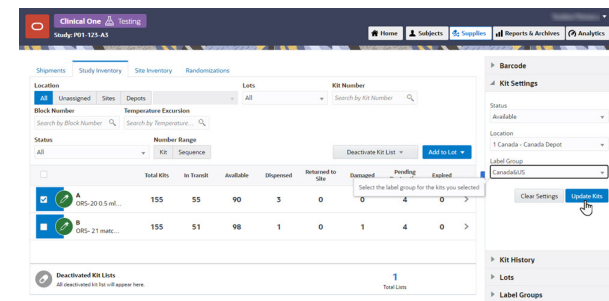 Clinical One Testing
Study: P01-123-A5
Home Subjects Supplies Reports & Archives Analytics
Shipments Study Inventory Site Inventory Randomizations
Location Lots Kit Number
All Unassigned Sites Depots All Search by Kit Number
Block Number Temperature Excursion
Search by Block Number Search by Temperature...
Status Number Range
All Kit Sequence Deactivate Kit List Add to Lot
Total Kits In Transit Available Dispensed Returned to Site Damaged Pending Expired
Select the label group for the kits you selected
A
ORS-20 0.5 ml... 155 55 90 3 0 0 4 0
B
ORS- 21 matc... 155 51 98 1 0 1 4 0
Deactivated Kit Lists
All deactivated kit list will appear here.
1
Total Lists
Barcode
Kit Settings
Status
Available
Location
1 Canada - Canada Depot
Label Group
Canada&US
Clear Settings Update Kits
Kit History
Lots
Label Groups